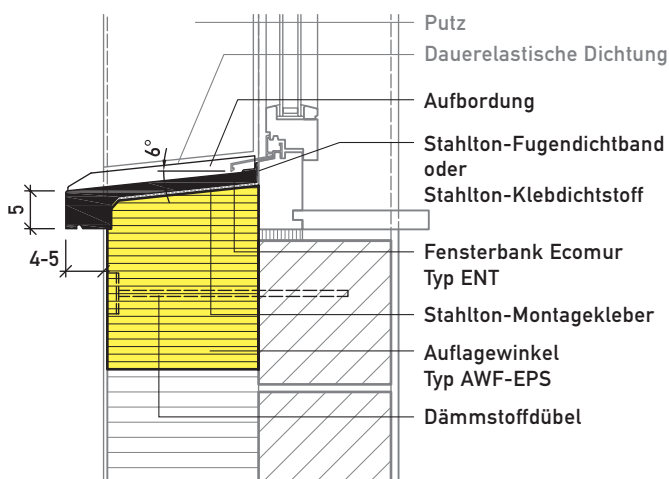 Putz
Dauerelastische Dichtung
Aufbordung
6°
Stahlton-Fugendichtband
oder
Stahlton-Klebdichtstoff
5
4-5
Fensterbank Ecomur
Typ ENT
Stahlton-Montagekleber
Auflagewinkel
Typ AWF-EPS
Dämmstoffdübel